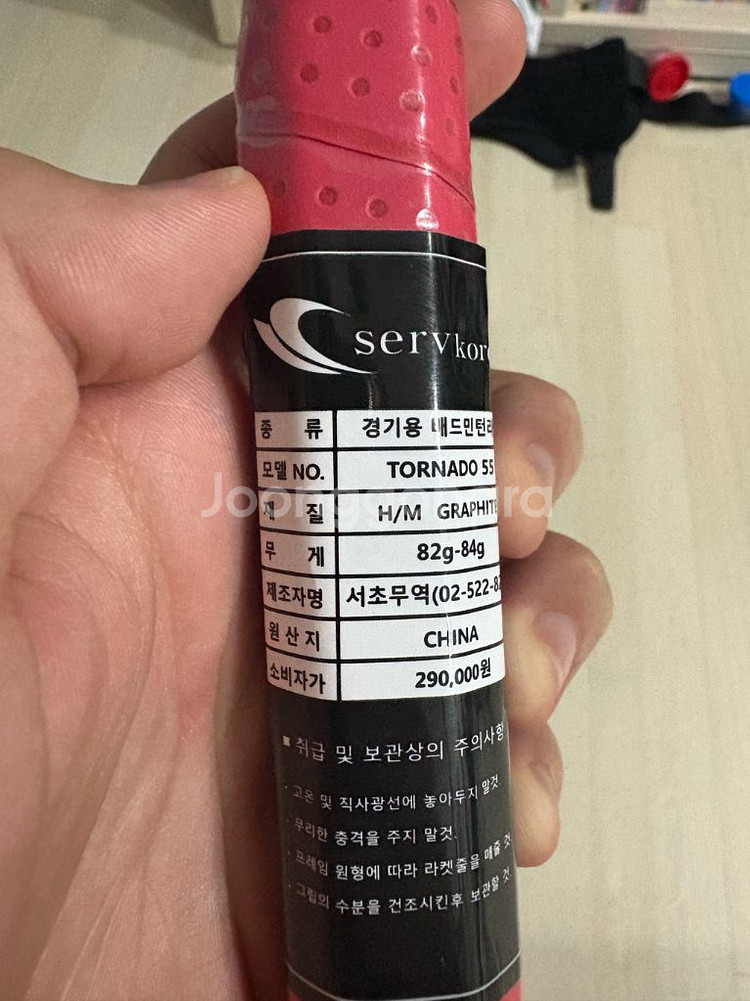 servkore
종 류 경기용 배드민턴라
모델 NO. TORNADO 55
재 질 H/M GRAPHITE
무 게 82g-84g
제조자명 서초무역(02-522-82
원 산 지 CHINA
소비자가 290,000원
■ 취급 및 보관상의 주의사항
· 고온 및 직사광선에 놓아두지 말것.
· 무리한 충격을 주지 말것.
· 프레임 원형에 따라 라켓줄을 매줄 것
· 그립의 수분을 건조시킨후 보관할 것.
Joongonara